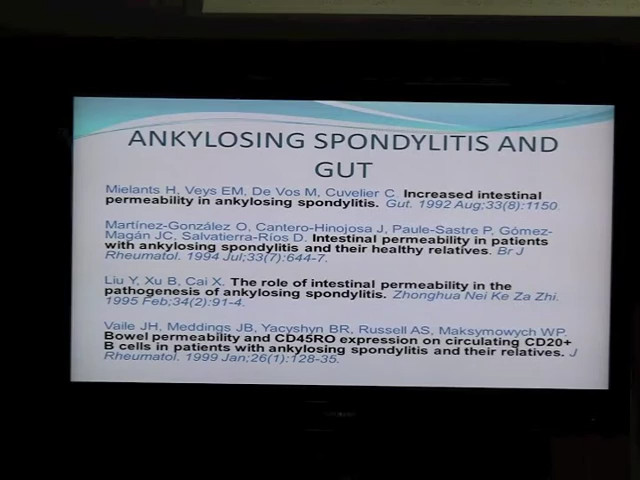 ANKYLOSING SPONDYLITIS AND
GUT
Mielants H, Veys EM, De Vos M, Cuvelier C. Increased intestinal
permeability in ankylosing spondylitis. Gut. 1992 Aug;33(8):1150.
Martínez-González O, Cantero-Hinojosa J, Paule-Sastre P, Gómez-
Magán JC, Salvatierra-Ríos D. Intestinal permeability in patients
with ankylosing spondylitis and their healthy relatives. Br J
Rheumatol. 1994 Jul;33(7):644-7.
Liu Y, Xu B, Cai X. The role of intestinal permeability in the
pathogenesis of ankylosing spondylitis. Zhonghua Nei Ke Za Zhi.
1995 Feb;34(2):91-4.
Vaile JH, Meddings JB, Yacyshyn BR, Russell AS, Maksymowych WP.
Bowel permeability and CD45RO expression on circulating CD20+
B cells in patients with ankylosing spondylitis and their relatives. J
Rheumatol. 1999 Jan;26(1):128-35.